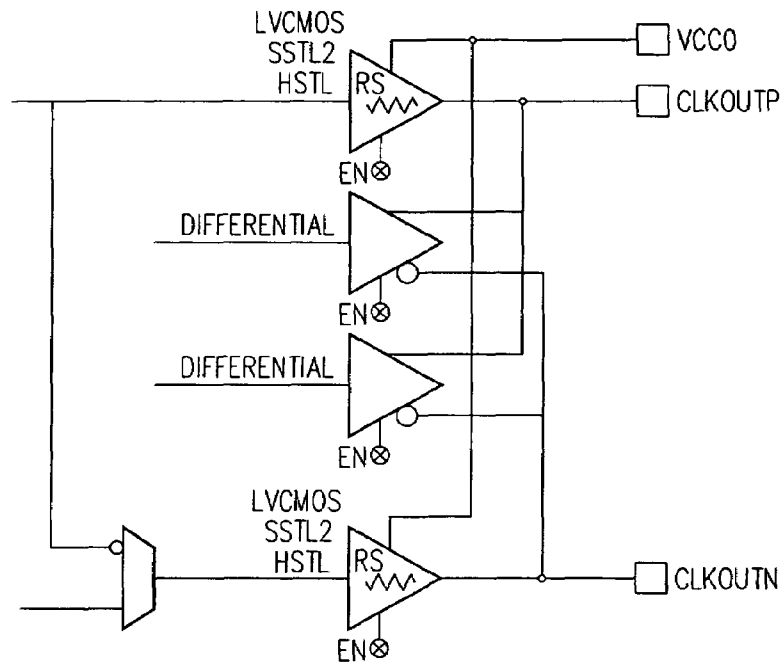 LVCMOS
SSTL2
HSTL
RS
EN
VCCO
CLKOUTP
DIFFERENTIAL
EN
DIFFERENTIAL
EN
LVCMOS
SSTL2
HSTL
RS
EN
CLKOUTN